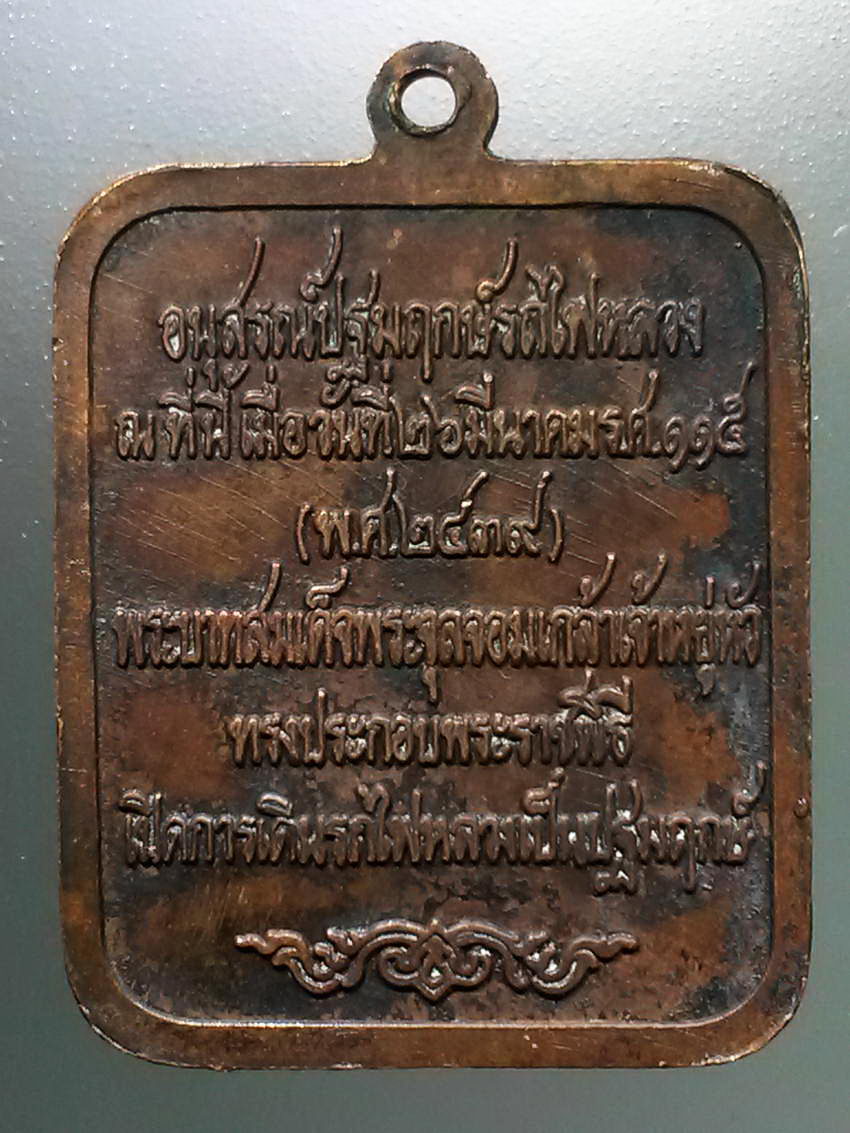 อนุสรณ์ปฐมฤกษ์รถไฟหลวง
ณ ที่นี้ เมื่อวันที่ ๒๖ มีนาคม ร.ศ. ๑๑๕
(พ.ศ. ๒๔๓๙)
พระบาทสมเด็จพระจุลจอมเกล้าเจ้าอยู่หัว
ทรงประกอบพระราชพิธี
เปิดการเดินรถไฟหลวงเป็นปฐมฤกษ์